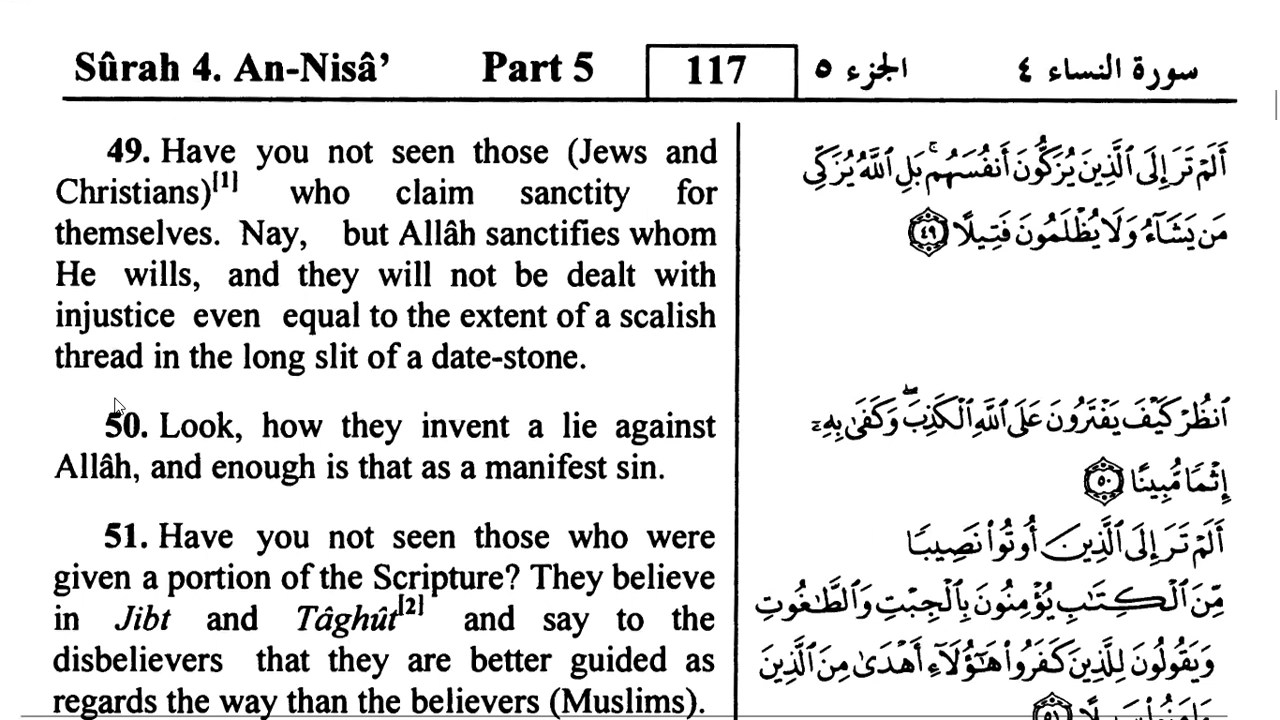 Sûrah 4. An-Nisâ’ Part 5 117 الجزء ٥ سورة النساء ٤
49. Have you not seen those (Jews and
Christians)[1] who claim sanctity for
themselves. Nay, but Allâh sanctifies whom
He wills, and they will not be dealt with
injustice even equal to the extent of a scalish
thread in the long slit of a date-stone.
50. Look, how they invent a lie against
Allâh, and enough is that as a manifest sin.
51. Have you not seen those who were
given a portion of the Scripture? They believe
in Jibt and Tâghût[2] and say to the
disbelievers that they are better guided as
regards the way than the believers (Muslims).
أَلَمْ تَرَ إِلَى ٱلَّذِينَ يُزَكُّونَ أَنفُسَهُم ۚ بَلِ ٱللَّهُ يُزَكِّى
مَن يَشَآءُ وَلَا يُظْلَمُونَ فَتِيلًا ٤٩
ٱنظُرْ كَيْفَ يَفْتَرُونَ عَلَى ٱللَّهِ ٱلْكَذِبَ ۖ وَكَفَىٰ بِهِۦٓ
إِثْمًا مُّبِينًا ٥٠
أَلَمْ تَرَ إِلَى ٱلَّذِينَ أُوتُوا۟ نَصِيبًا
مِّنَ ٱلْكِتَٰبِ يُؤْمِنُونَ بِٱلْجِبْتِ وَٱلطَّٰغُوتِ
وَيَقُولُونَ لِلَّذِينَ كَفَرُوا۟ هَٰٓؤُلَآءِ أَهْدَىٰ مِنَ ٱلَّذِينَ